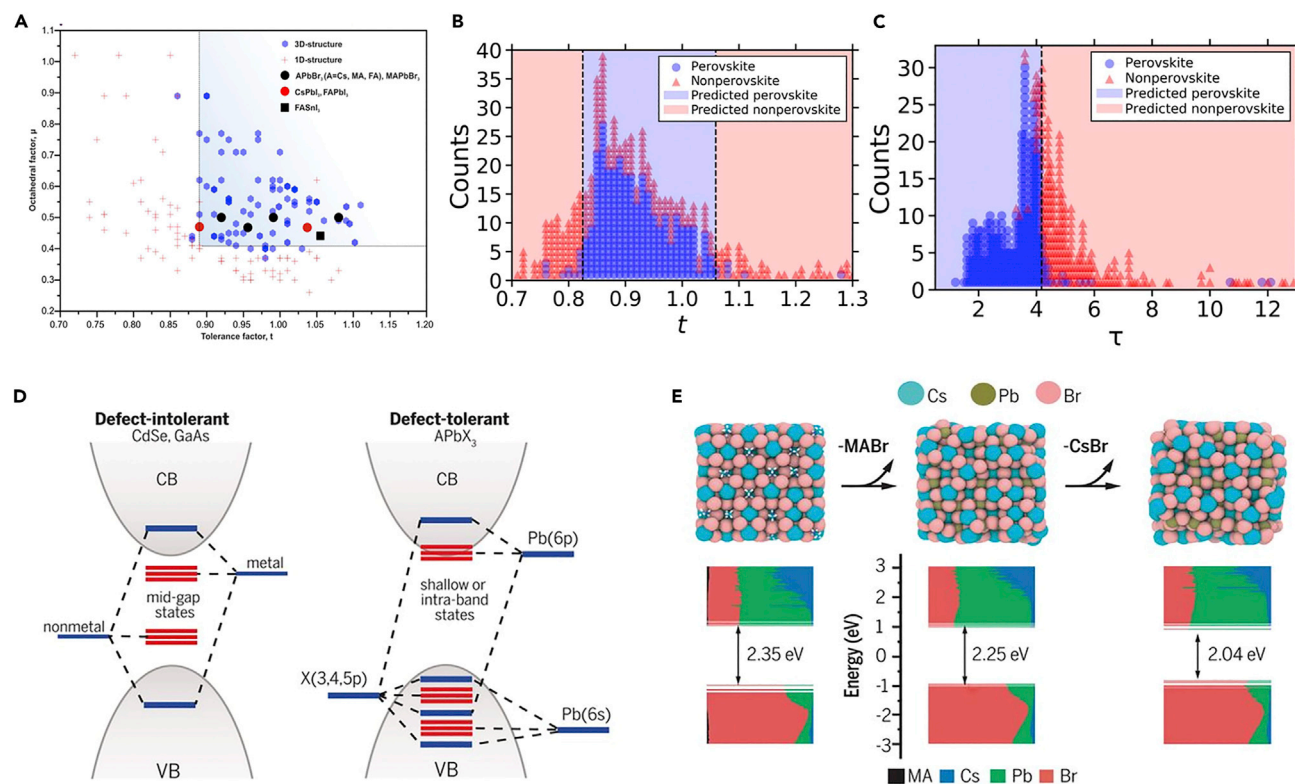 A
1.1
1.0
0.9
0.8
0.7
0.6
0.5
0.4
0.3
0.2
Octahedral factor, μ
0.70 0.75 0.80 0.85 0.90 0.95 1.00 1.05 1.10 1.15 1.20
Tolerance factor, t
3D-structure
1D-structure
APbBr3(A=Cs, MA, FA), MAPbBr3
CsPbI3, FAPbI3
FASnI3
B
40
35
30
25
20
15
10
5
0
Counts
0.7 0.8 0.9 1.0 1.1 1.2 1.3
t
Perovskite
Nonperovskite
Predicted perovskite
Predicted nonperovskite
C
30
25
20
15
10
5
0
Counts
2 4 6 8 10 12
τ
Perovskite
Nonperovskite
Predicted perovskite
Predicted nonperovskite
D
Defect-intolerant
CdSe, GaAs
CB
metal
mid-gap
states
nonmetal
VB
Defect-tolerant
APbX3
CB
Pb(6p)
shallow or
intra-band
states
X(3,4,5p)
Pb(6s)
VB
E
Cs Pb Br
-MABr
-CsBr
Energy (eV)
3
2
1
0
-1
-2
-3
2.35 eV
2.25 eV
3
2
1
0
-1
-2
-3
2.04 eV
MA Cs Pb Br